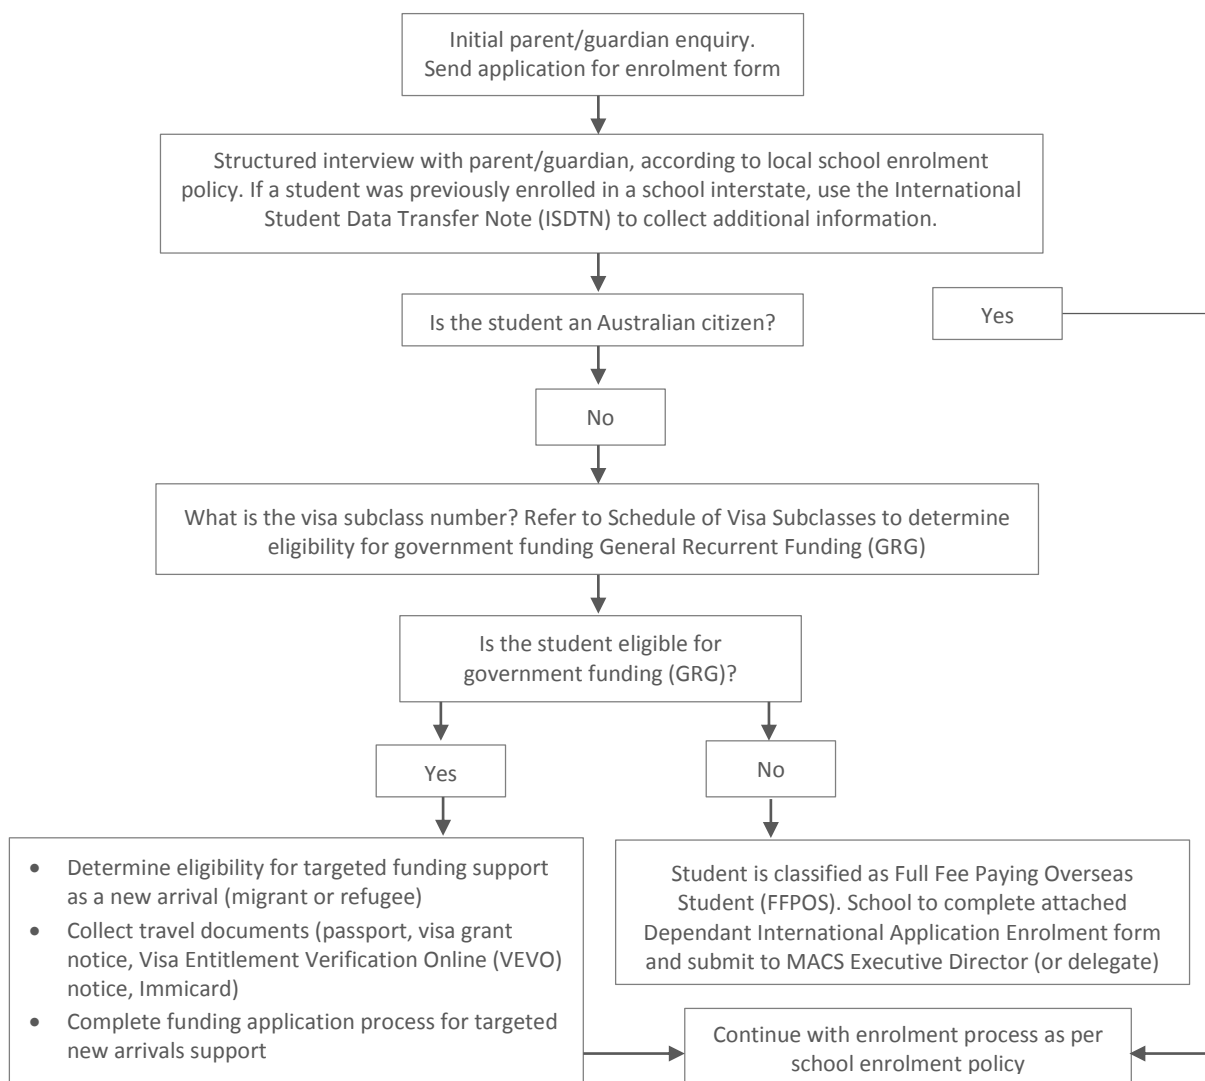 Initial parent/guardian enquiry.
Send application for enrolment form
Structured interview with parent/guardian, according to local school enrolment
policy. If a student was previously enrolled in a school interstate, use the International
Student Data Transfer Note (ISDTN) to collect additional information.
Is the student an Australian citizen?
Yes
No
What is the visa subclass number? Refer to Schedule of Visa Subclasses to determine
eligibility for government funding General Recurrent Funding (GRG)
Is the student eligible for
government funding (GRG)?
Yes
No
• Determine eligibility for targeted funding support
as a new arrival (migrant or refugee)
• Collect travel documents (passport, visa grant
notice, Visa Entitlement Verification Online (VEVO)
notice, Immicard)
• Complete funding application process for targeted
new arrivals support
Student is classified as Full Fee Paying Overseas
Student (FFPOS). School to complete attached
Dependant International Application Enrolment form
and submit to MACS Executive Director (or delegate)
Continue with enrolment process as per
school enrolment policy